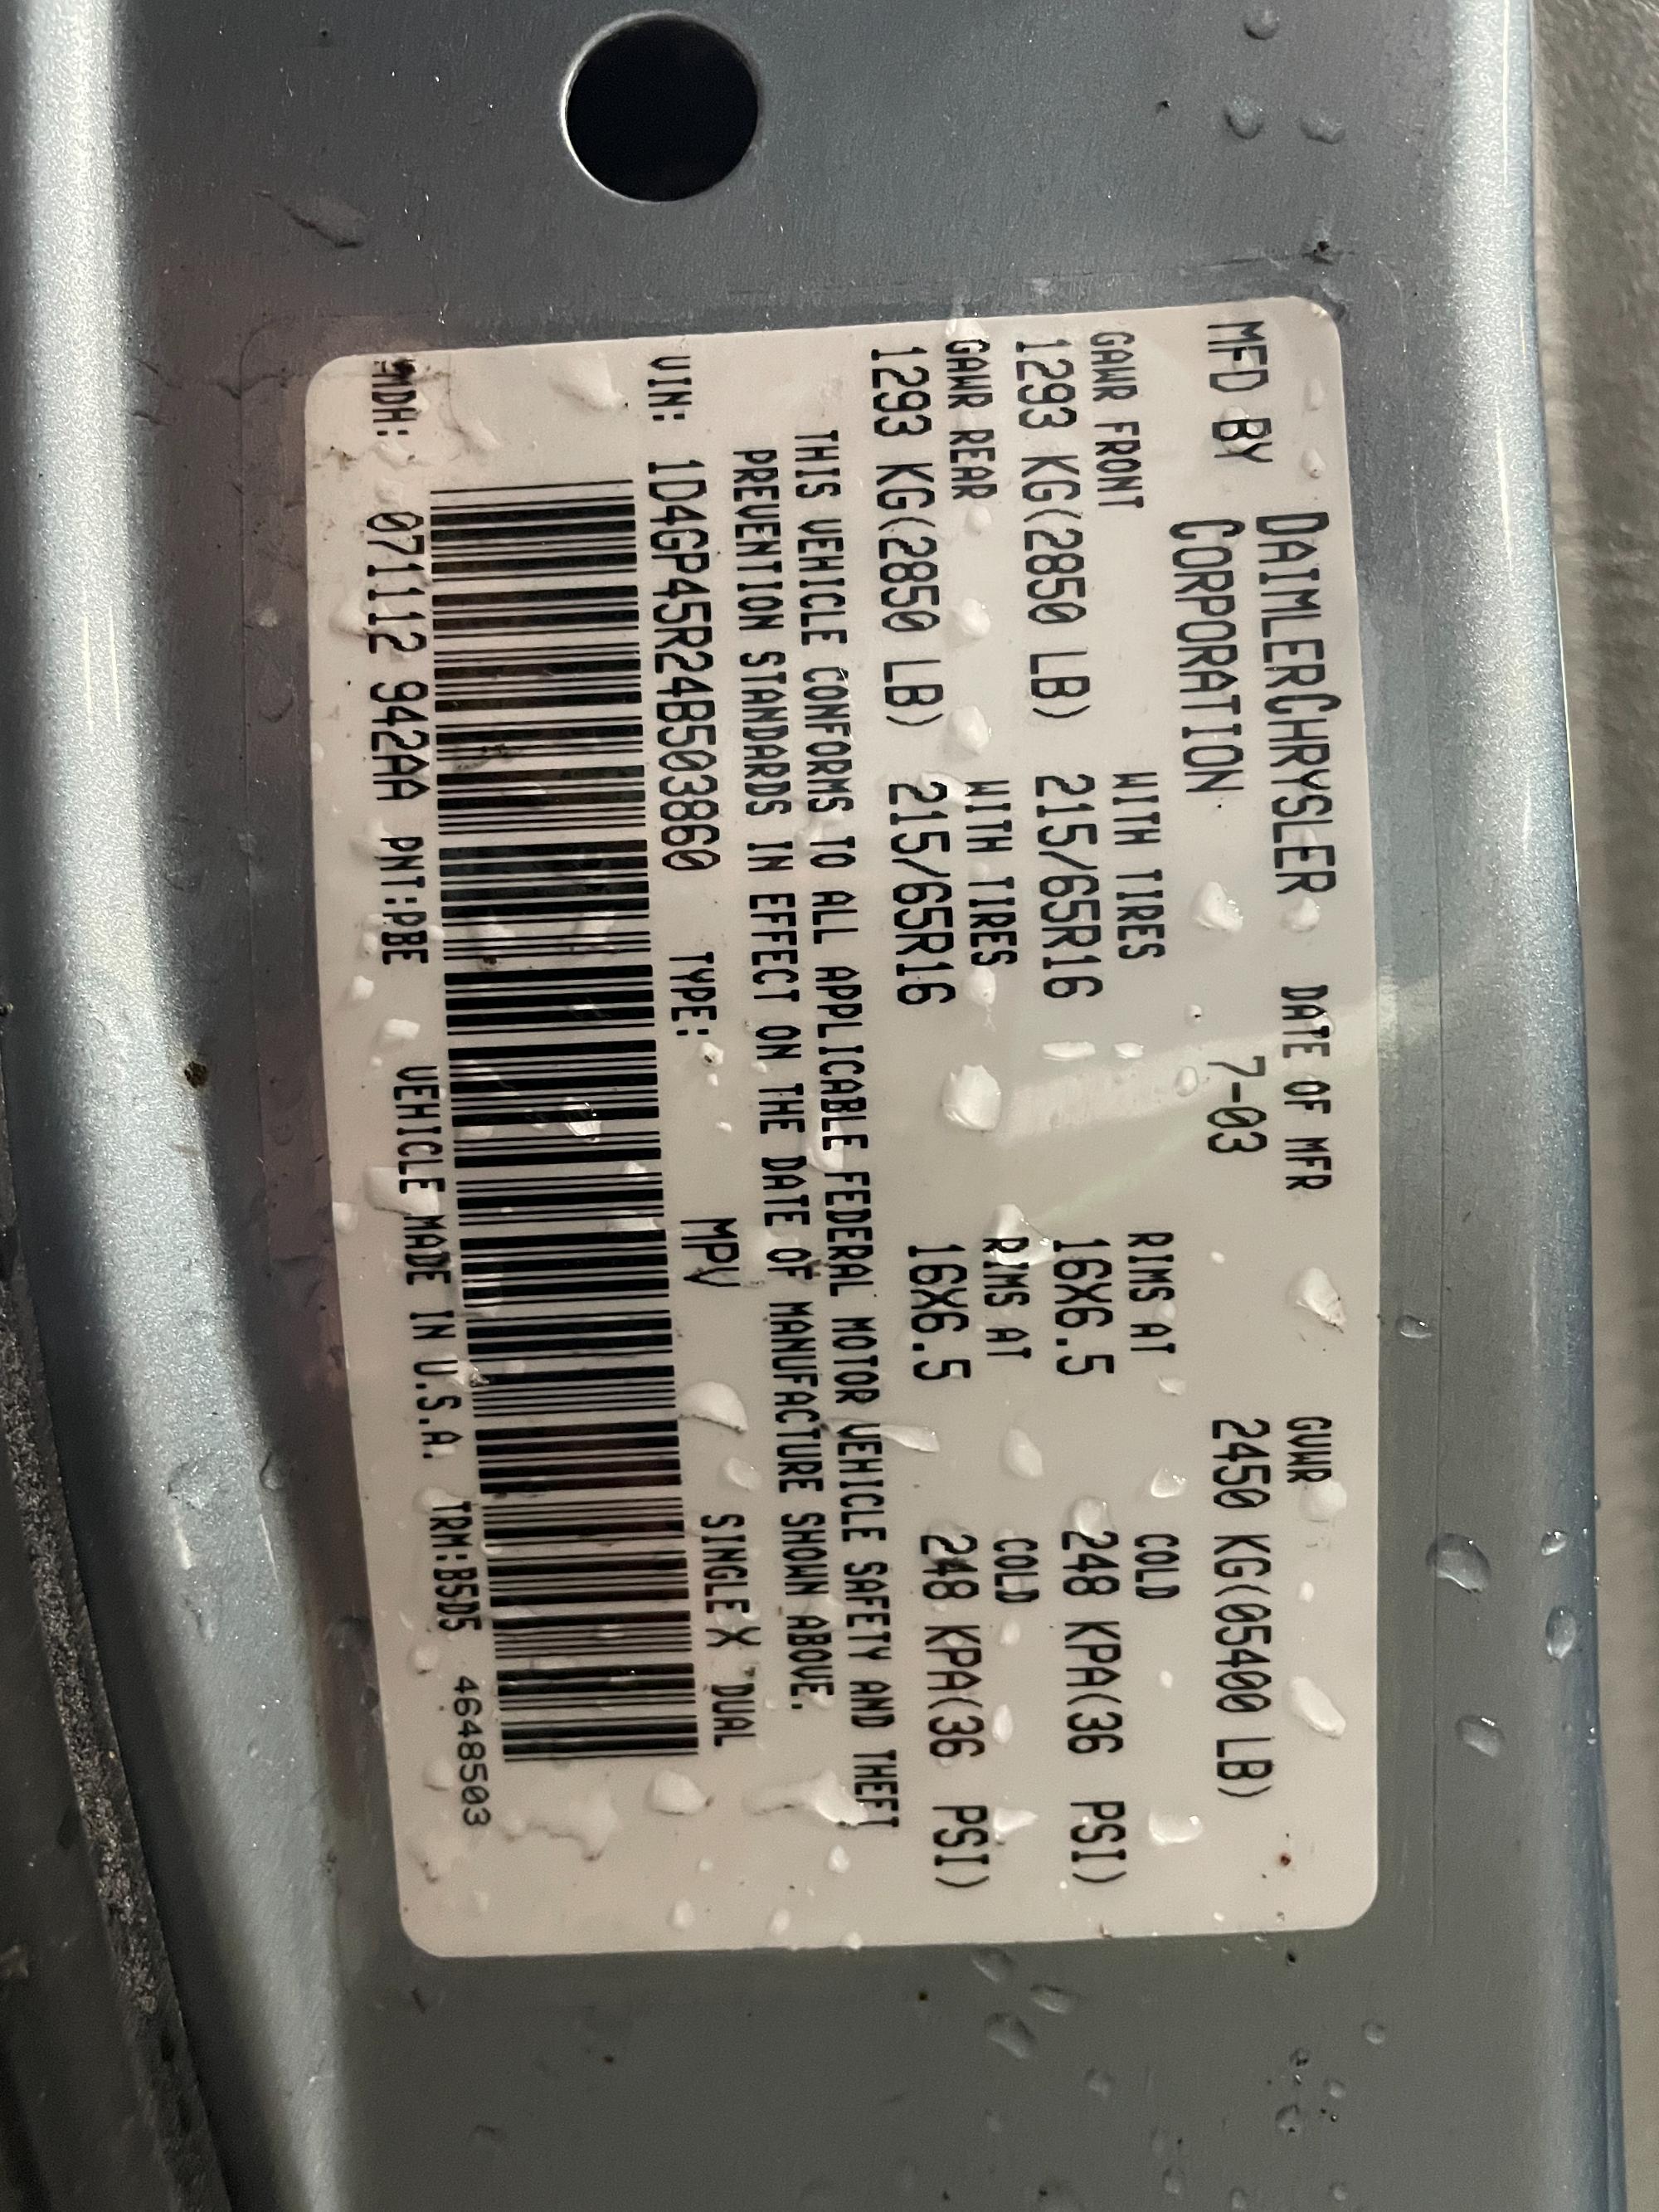 MFD BY DAIMLERCHRYSLER CORPORATION DATE OF MFR 7-03 GVWR 2450 KG(05400 LB)
GAWR FRONT WITH TIRES RIMS AT COLD
1293 KG(2850 LB) 215/65R16 16X6.5 248 KPA(36 PSI)
GAWR REAR WITH TIRES RIMS AT COLD
1293 KG(2850 LB) 215/65R16 16X6.5 248 KPA(36 PSI)
THIS VEHICLE CONFORMS TO ALL APPLICABLE FEDERAL MOTOR VEHICLE SAFETY AND THEFT
PREVENTION STANDARDS IN EFFECT ON THE DATE OF MANUFACTURE SHOWN ABOVE.
VIN: 1D4GP45R24B503860 TYPE: MPV SINGLE X DUAL
MDH: 071112 942AA PNT:PBE VEHICLE MADE IN U.S.A. TRM:B5D5 4648503